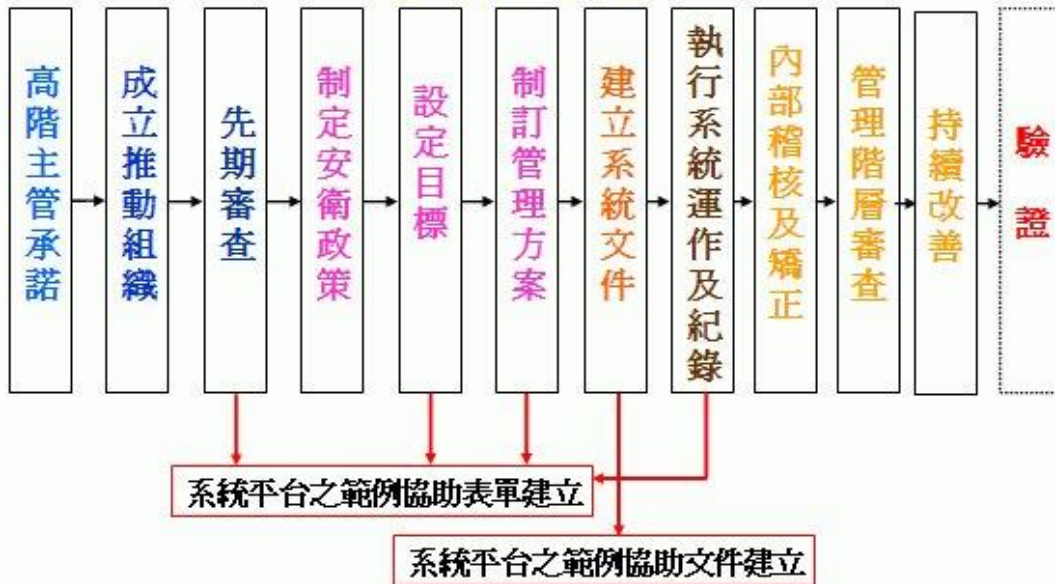 高階主管承諾
成立推動組織
先期審查
制定安衛政策
設定目標
制訂管理方案
建立系統文件
執行系統運作及紀錄
內部稽核及矯正
管理階層審查
持續改善
驗證
系統平台之範例協助表單建立
系統平台之範例協助文件建立